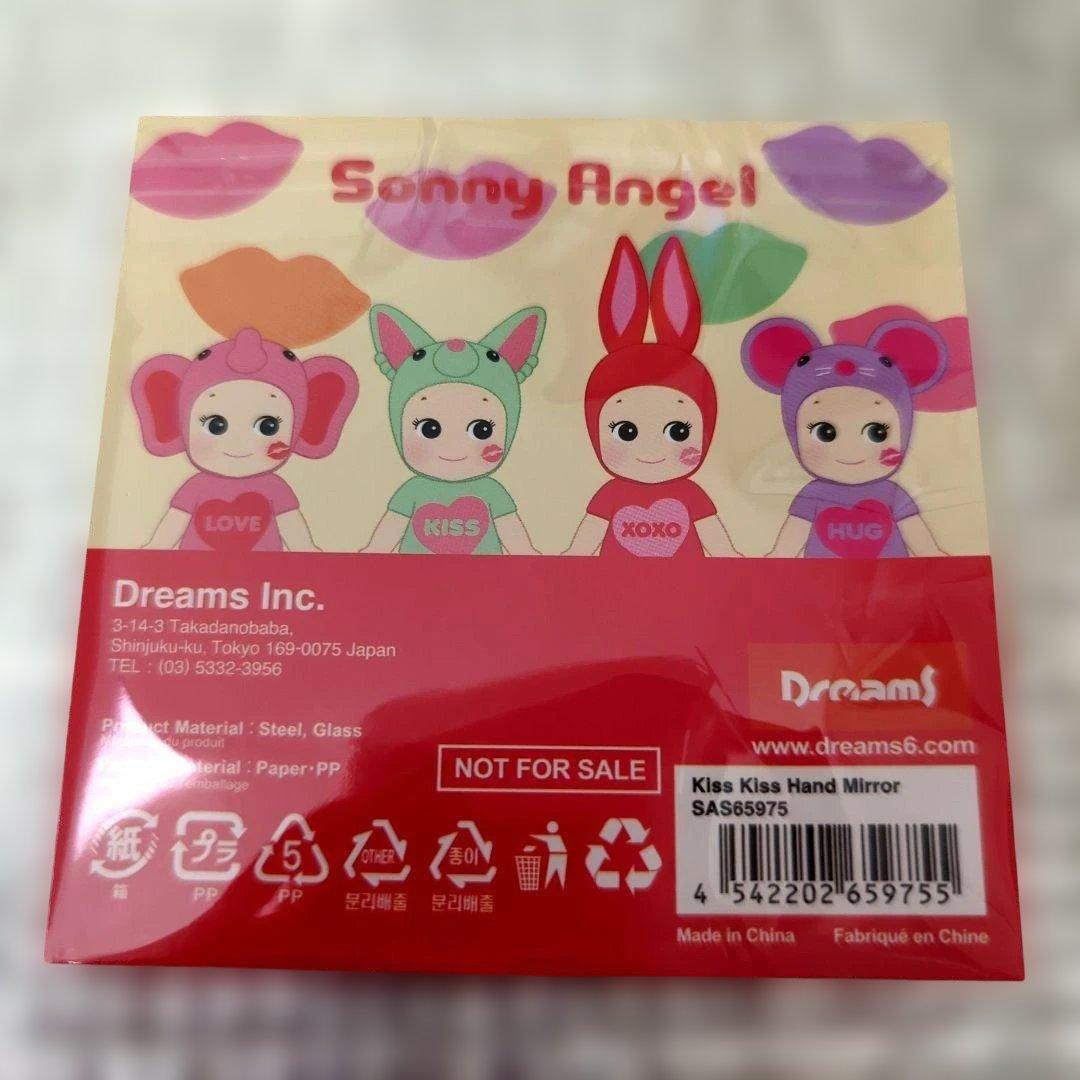 Sonny Angel
LOVE
KISS
XOXO
HUG
Dreams Inc.
3-14-3 Takadanobaba,
Shinjuku-ku, Tokyo 169-0075 Japan
TEL : (03) 5332-3956
Dreams
www.dreams6.com
Product Material : Steel, Glass
du produit
Material : Paper・PP
emballage
NOT FOR SALE
Kiss Kiss Hand Mirror
SAS65975
4 542202 659755
紙
箱
プラ
PP
5
PP
OTHER
분리배출
종이
분리배출
Made in China
Fabriqué en Chine